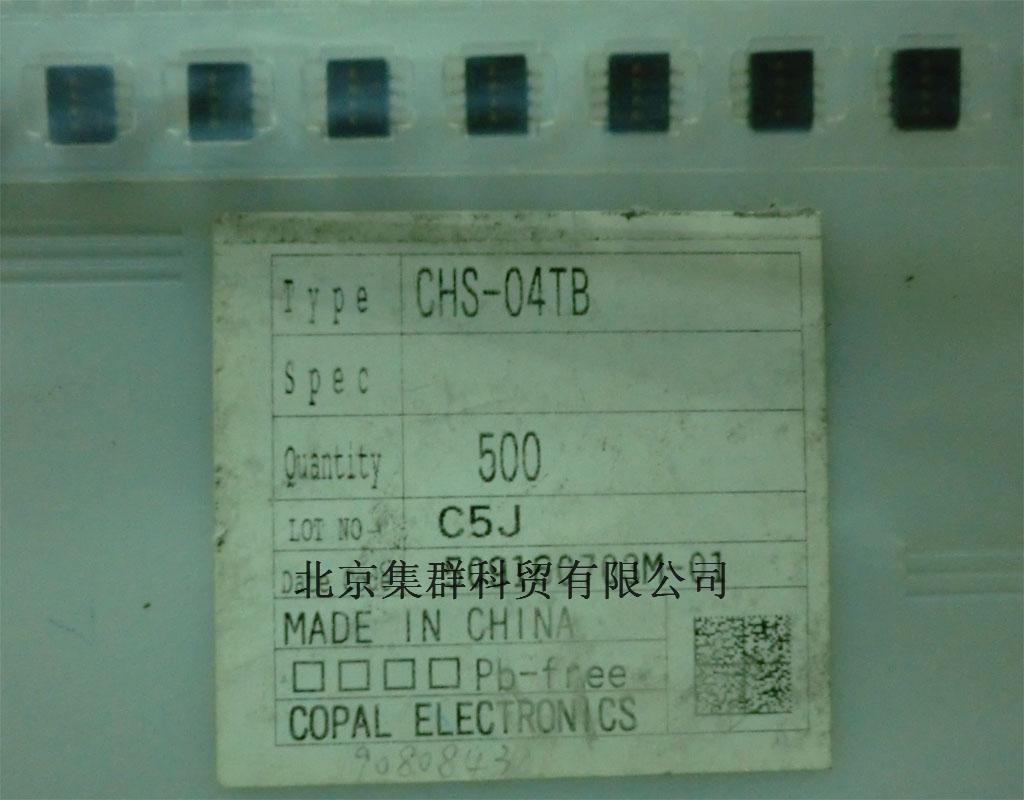 Type CHS-04TB
Spec
Quantity 500
LOT NO C5J
北京集群科贸有限公司
MADE IN CHINA
□□□□Pb-free
COPAL ELECTRONICS